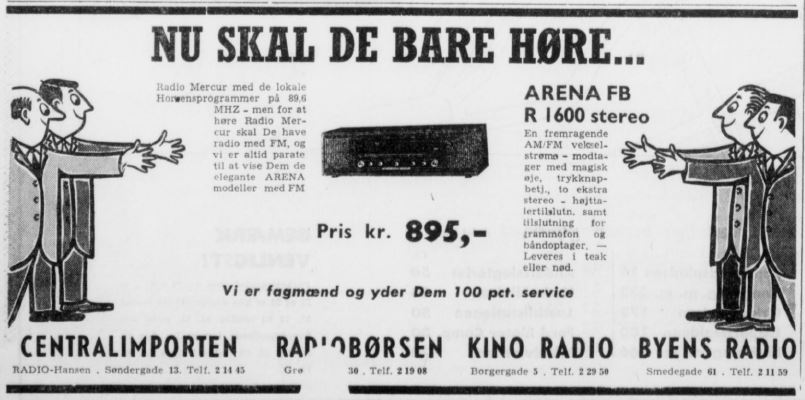 NU SKAL DE BARE HØRE...
Radio Mercur med de lokale
Horsensprogrammer på 89,6
MHZ - men for at
høre Radio Mer-
cur skal De have
radio med FM, og
vi er altid parate
til at vise Dem de
elegante ARENA
modeller med FM
ARENA FB
R 1600 stereo
En fremragende
AM/FM veksel-
strøms - modta-
ger med magisk
øje, trykknap-
betj., to ekstra
stereo - højtta-
lertilslutn. samt
tilslutning for
grammofon og
båndoptager. —
Leveres i teak
eller nød.
Pris kr. 895,-
Vi er fagmænd og yder Dem 100 pct. service
CENTRALIMPORTEN
RADIO-Hansen . Søndergade 13. Telf. 2 14 45
RADIOBØRSEN
30 . Telf. 2 19 08
KINO RADIO
Borgergade 5 . Telf. 2 29 50
BYENS RADIO
Smedegade 61 . Telf. 2 11 59